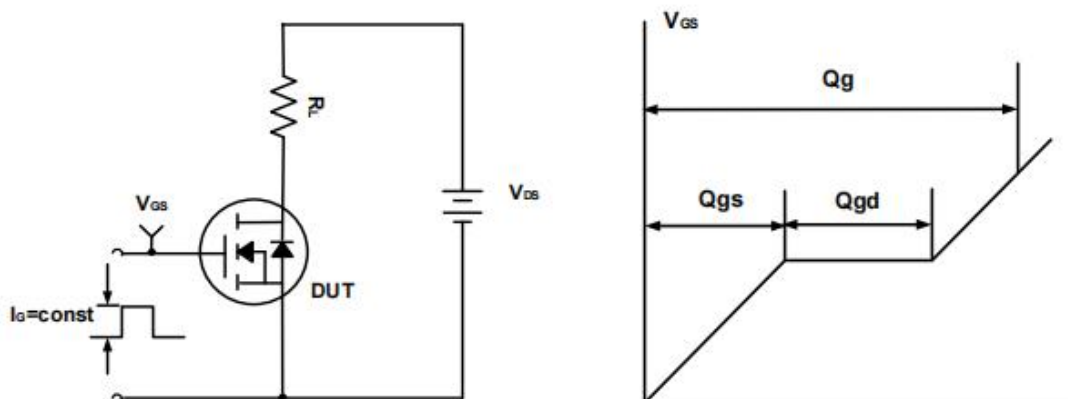 RL
VGS
VDS
DUT
IG=const
VGS
Qg
Qgs
Qgd